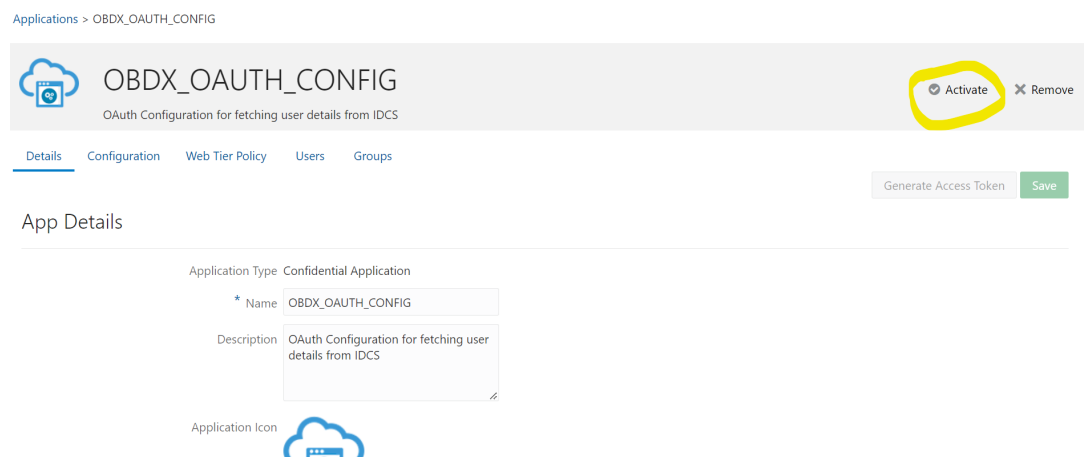 Applications > OBDX_OAUTH_CONFIG
OBDX_OAUTH_CONFIG
Activate
Remove
OAuth Configuration for fetching user details from IDCS
Details
Configuration
Web Tier Policy
Users
Groups
Generate Access Token
Save
App Details
Application Type Confidential Application
* Name OBDX_OAUTH_CONFIG
Description OAuth Configuration for fetching user
details from IDCS
Application Icon